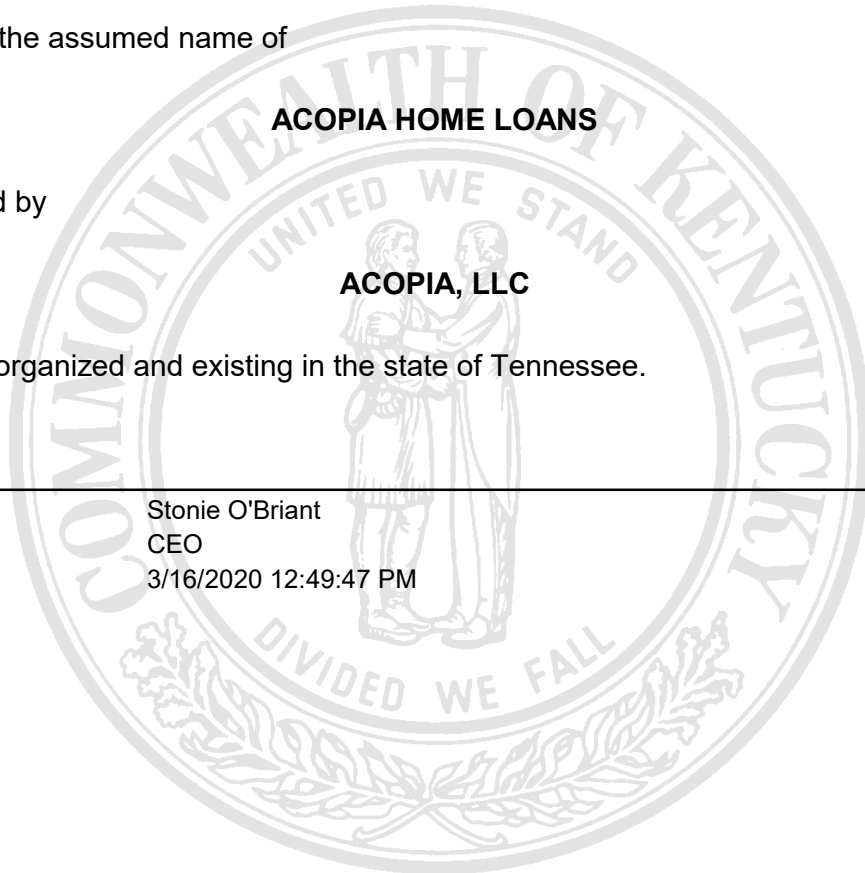 the assumed name of
ACOPIA HOME LOANS
d by
ACOPIA, LLC
organized and existing in the state of Tennessee.
Stonie O'Briant
CEO
3/16/2020 12:49:47 PM
COMMONWEALTH OF KENTUCKY
UNITED WE STAND
DIVIDED WE FALL